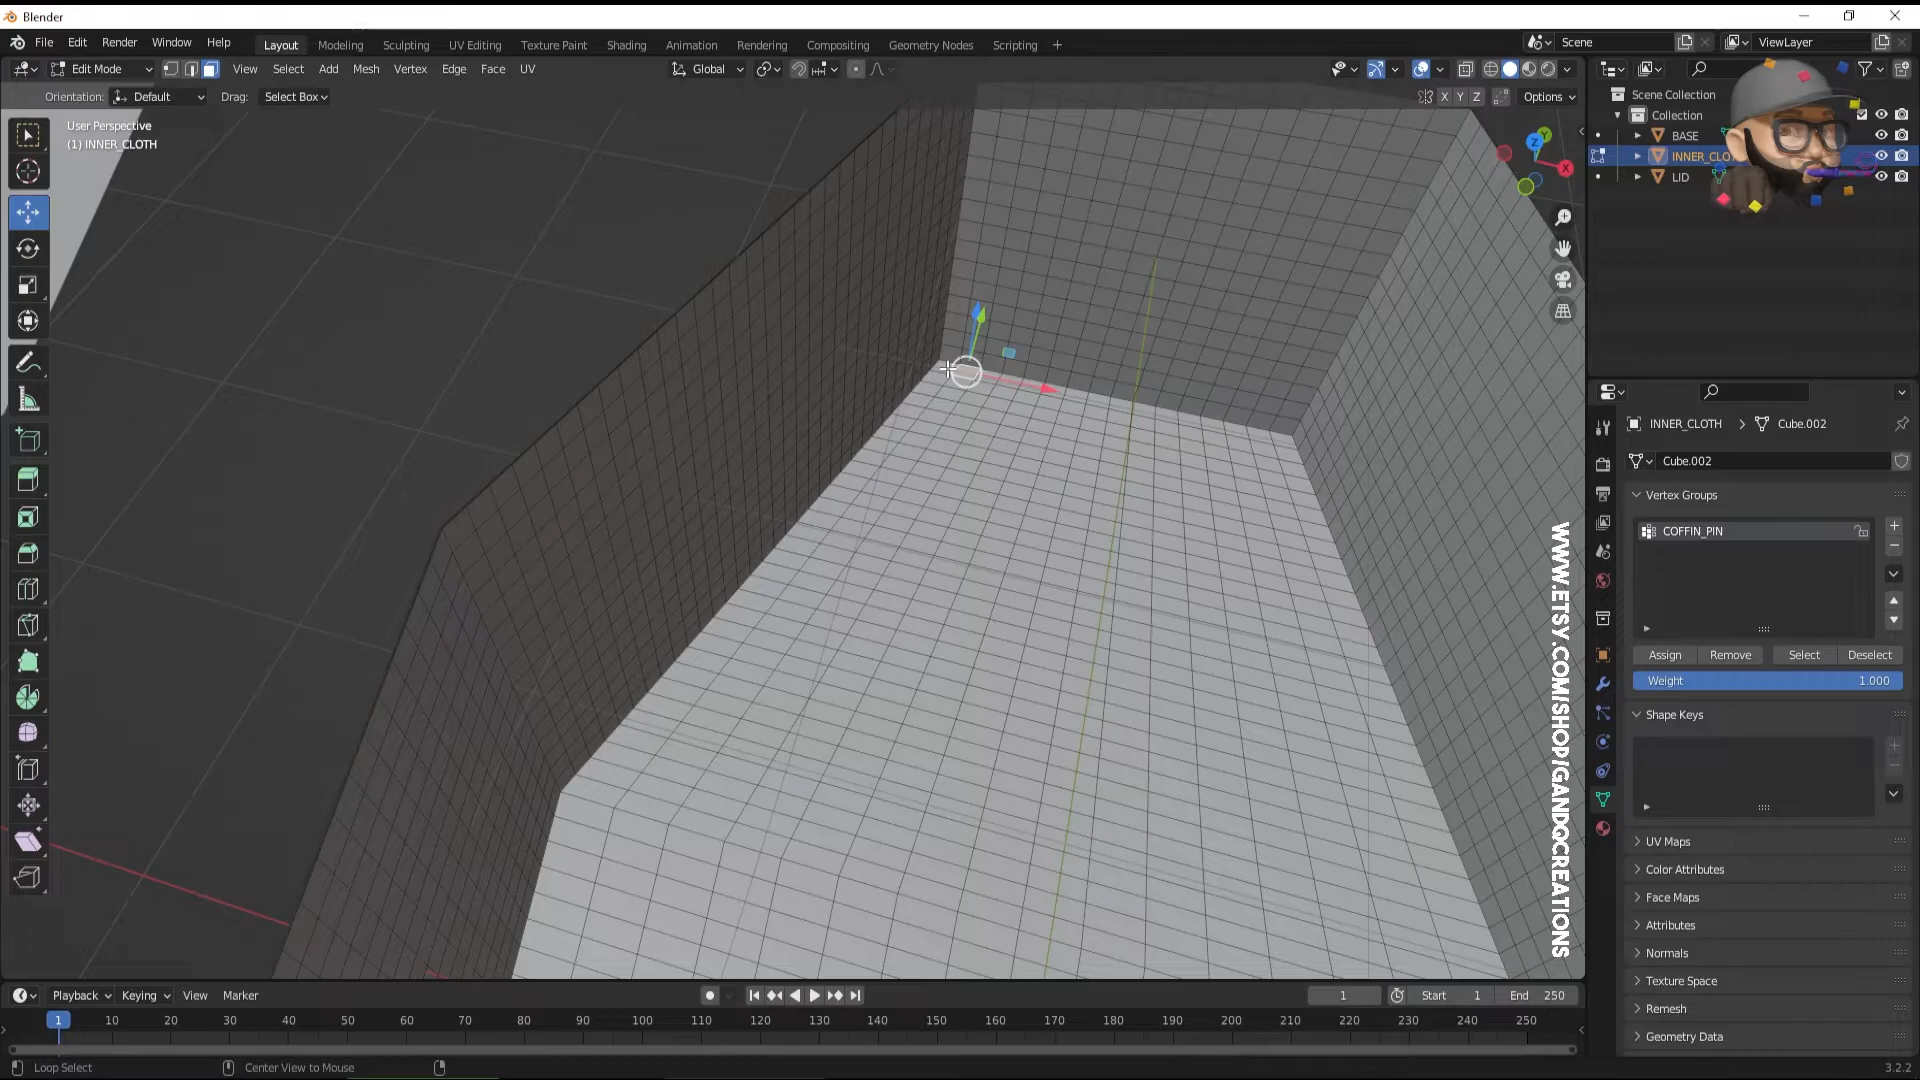 Blender
File Edit Render Window Help
Layout Modeling Sculpting UV Editing Texture Paint Shading Animation Rendering Compositing Geometry Nodes Scripting +
Scene
ViewLayer
Edit Mode View Select Add Mesh Vertex Edge Face UV
Global
Orientation: Default Drag: Select Box
X Y Z Options
User Perspective
(1) INNER_CLOTH
Z Y X
Scene Collection
Collection
BASE
INNER_CLO
LID
INNER_CLOTH > Cube.002
Cube.002
Vertex Groups
COFFIN_PIN
Assign Remove Select Deselect
Weight 1.000
Shape Keys
UV Maps
Color Attributes
Face Maps
Attributes
Normals
Texture Space
Remesh
Geometry Data
WWW.ETSY.COM/SHOP/GANDQCREATIONS
Playback Keying View Marker
1 Start 1 End 250
1 10 20 30 40 50 60 70 80 90 100 110 120 130 140 150 160 170 180 190 200 210 220 230 240 250
Loop Select Center View to Mouse
3.2.2